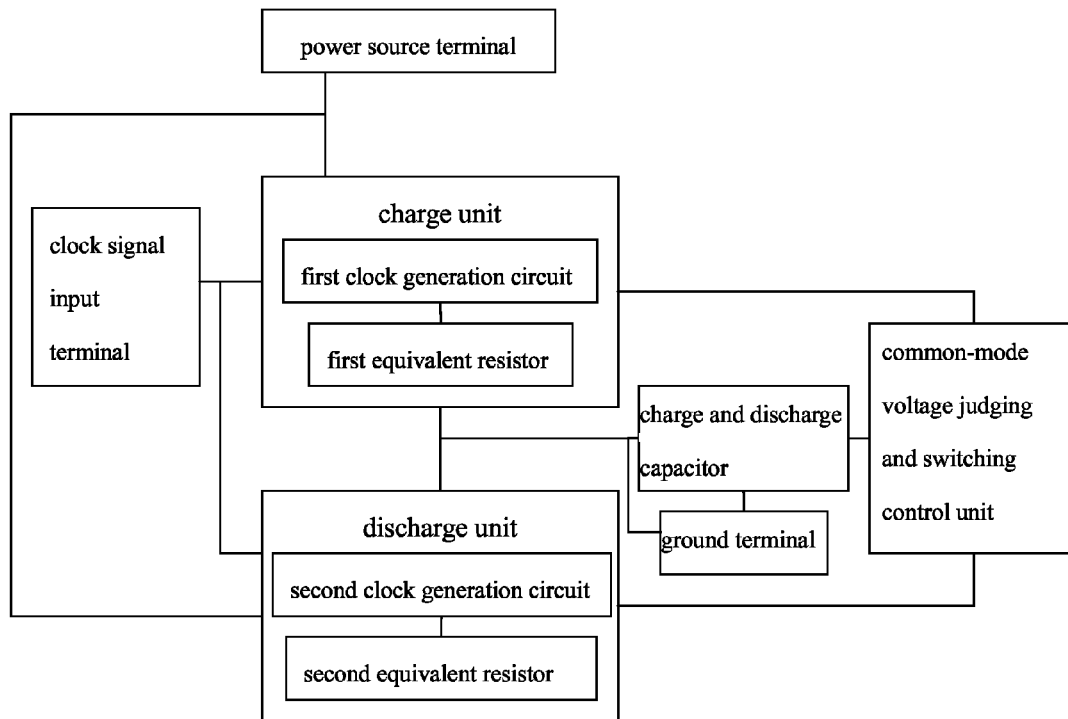 power source terminal
charge unit
clock signal
input
terminal
first clock generation circuit
first equivalent resistor
common-mode
voltage judging
and switching
control unit
charge and discharge
capacitor
ground terminal
discharge unit
second clock generation circuit
second equivalent resistor